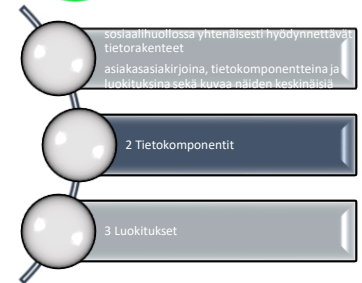 sosiaalihuollossa yhtenäisesti hyödynnettävät
tietorakenteet
asiakasasiakirjoina, tietokomponentteina ja
luokituksina sekä kuvaa näiden keskinäisiä
2 Tietokomponentit
3 Luokitukset